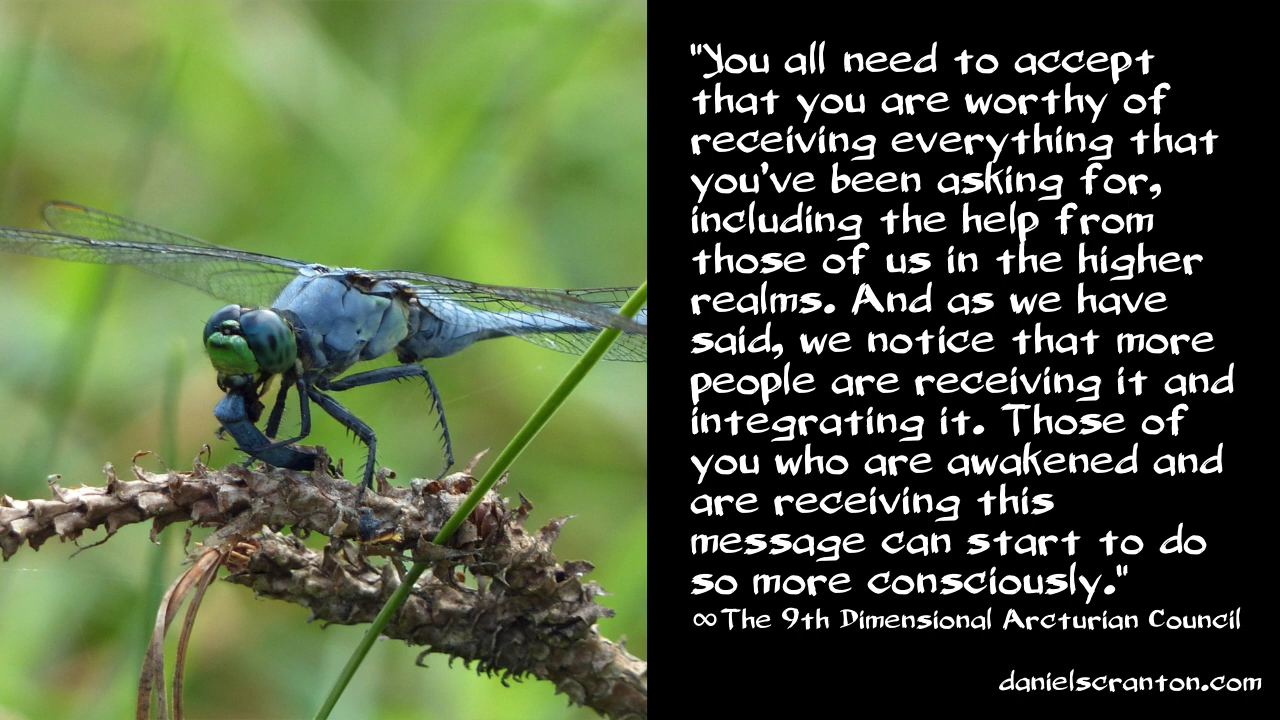 "You all need to accept
that you are worthy of
receiving everything that
you've been asking for,
including the help from
those of us in the higher
realms. And as we have
said, we notice that more
people are receiving it and
integrating it. Those of
you who are awakened and
are receiving this
message can start to do
so more consciously."
∞The 9th Dimensional Arcturian Council
danielscranton.com